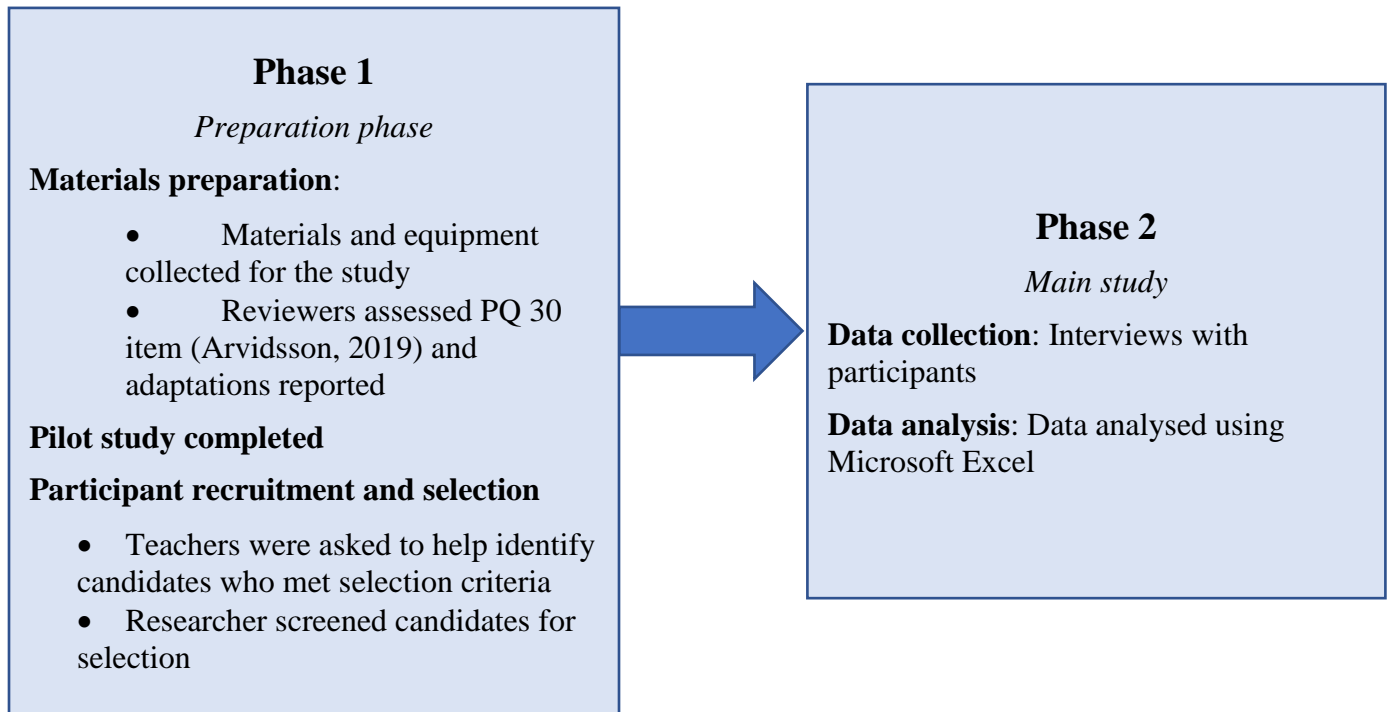 Phase 1
Preparation phase
Materials preparation:
• Materials and equipment
collected for the study
• Reviewers assessed PQ 30
item (Arvidsson, 2019) and
adaptations reported
Pilot study completed
Participant recruitment and selection
• Teachers were asked to help identify
candidates who met selection criteria
• Researcher screened candidates for
selection
Phase 2
Main study
Data collection: Interviews with
participants
Data analysis: Data analysed using
Microsoft Excel